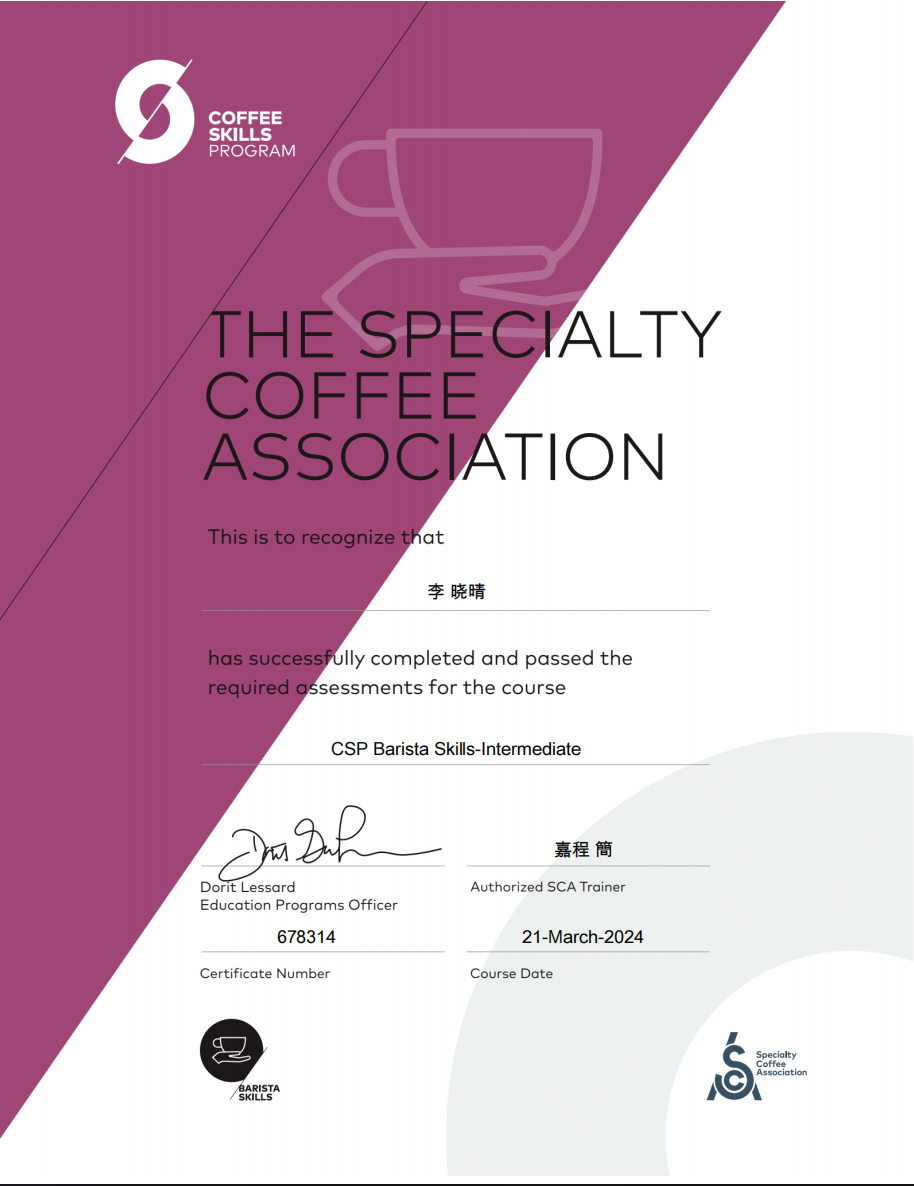 COFFEE
SKILLS
PROGRAM
THE SPECIALTY
COFFEE
ASSOCIATION
This is to recognize that
李 晓晴
has successfully completed and passed the
required assessments for the course
CSP Barista Skills-Intermediate
嘉程 簡
Dorit Lessard
Education Programs Officer
Authorized SCA Trainer
678314
21-March-2024
Certificate Number
Course Date
BARISTA
SKILLS
Specialty
Coffee
Association